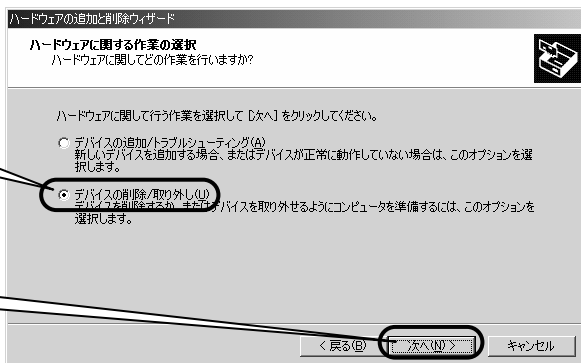 ハードウェアの追加と削除ウィザード
ハードウェアに関する作業の選択
ハードウェアに関してどの作業を行いますか?
ハードウェアに関して行う作業を選択して [次へ] をクリックしてください。
デバイスの追加/トラブルシューティング(A)
新しいデバイスを追加する場合、またはデバイスが正常に動作していない場合は、このオプションを選
択します。
デバイスの削除/取り外し(U)
デバイスを削除するか、またはデバイスを取り外せるようにコンピュータを準備するには、このオプションを
選択します。
< 戻る(B) 次へ(N) > キャンセル